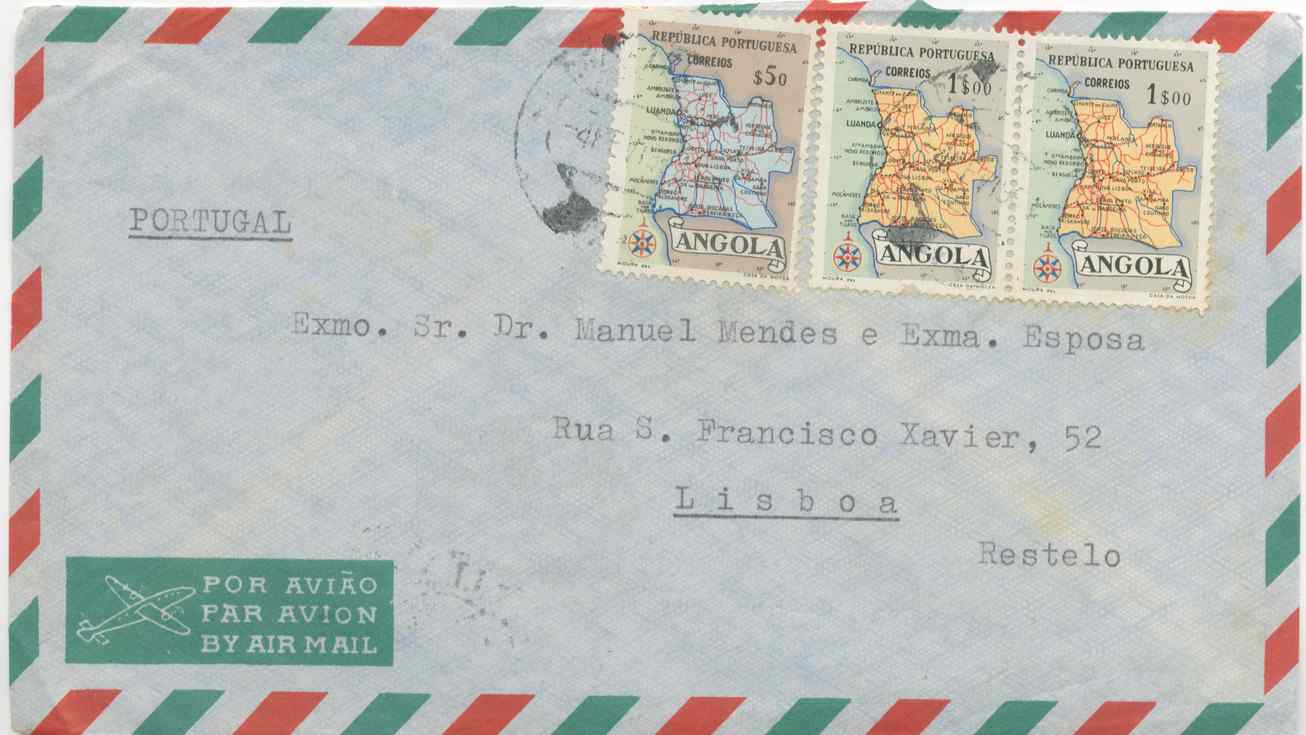 REPÚBLICA PORTUGUESA
CORREIOS
$50
LUANDA
ANGOLA
REPÚBLICA PORTUGUESA
CORREIOS
1$00
LUANDA
ANGOLA
REPÚBLICA PORTUGUESA
CORREIOS
1$00
LUANDA
ANGOLA
PORTUGAL
Exmo. Sr. Dr. Manuel Mendes e Exma. Esposa
Rua S. Francisco Xavier, 52
Lisboa
Restelo
POR AVIÃO
PAR AVION
BY AIR MAIL